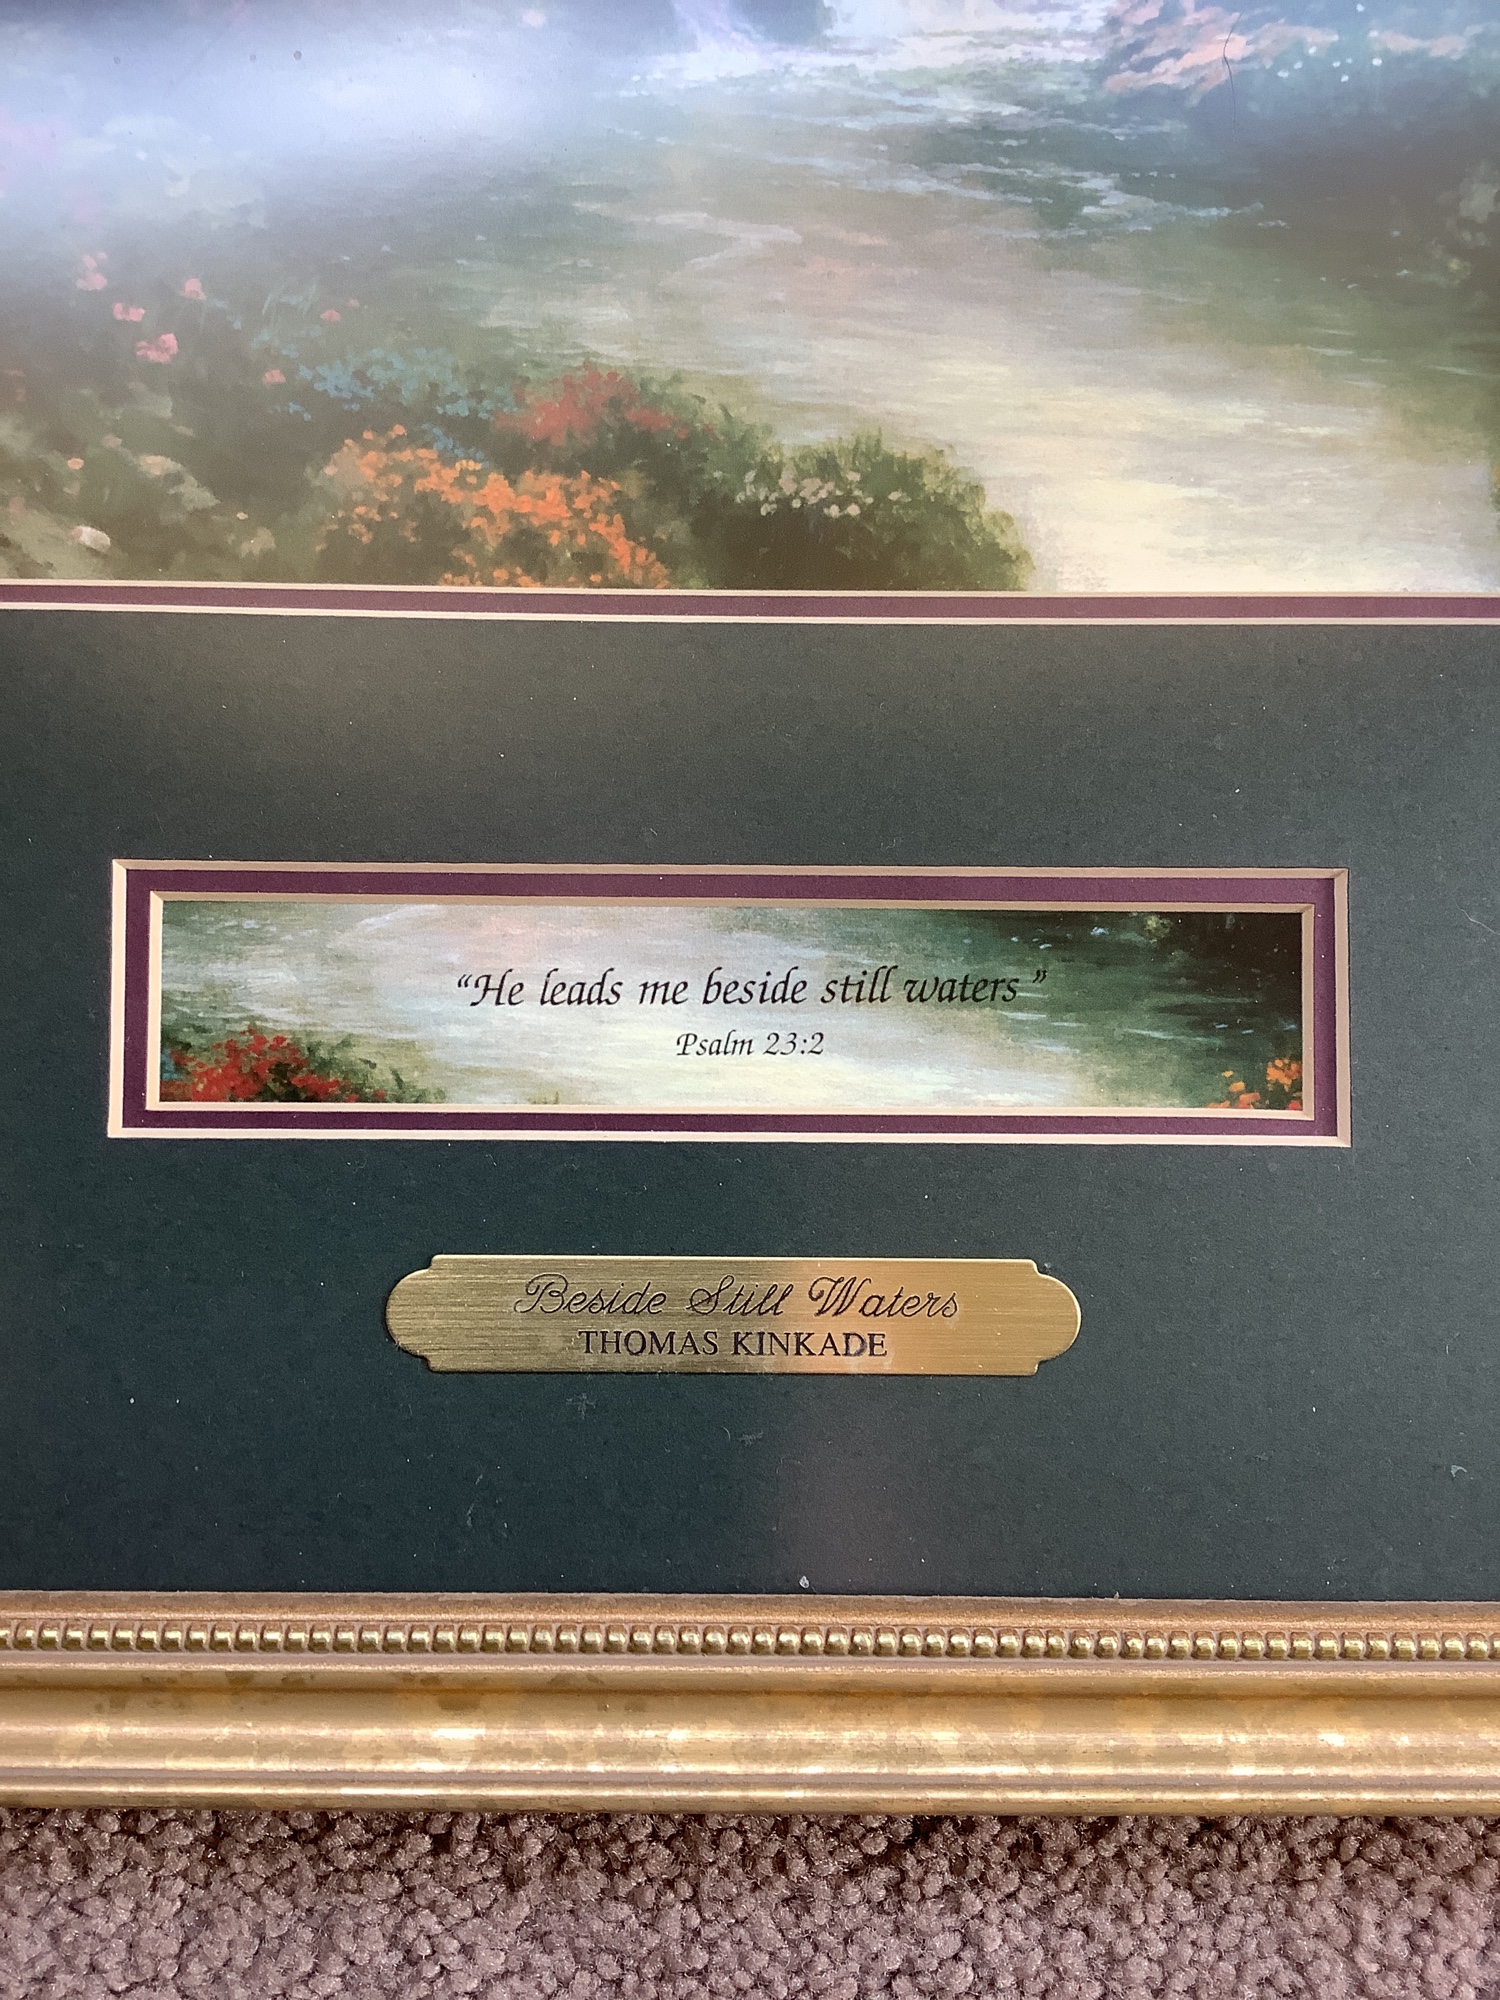 “He leads me beside still waters”
Psalm 23:2
Beside Still Waters
THOMAS KINKADE